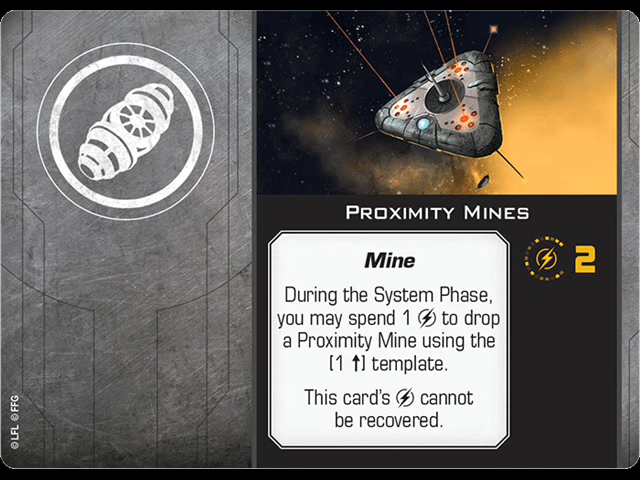 PROXIMITY MINES
Mine
2
During the System Phase,
you may spend 1 to drop
a Proximity Mine using the
[1 ⬆] template.
This card's cannot
be recovered.
©LFL ©FFG